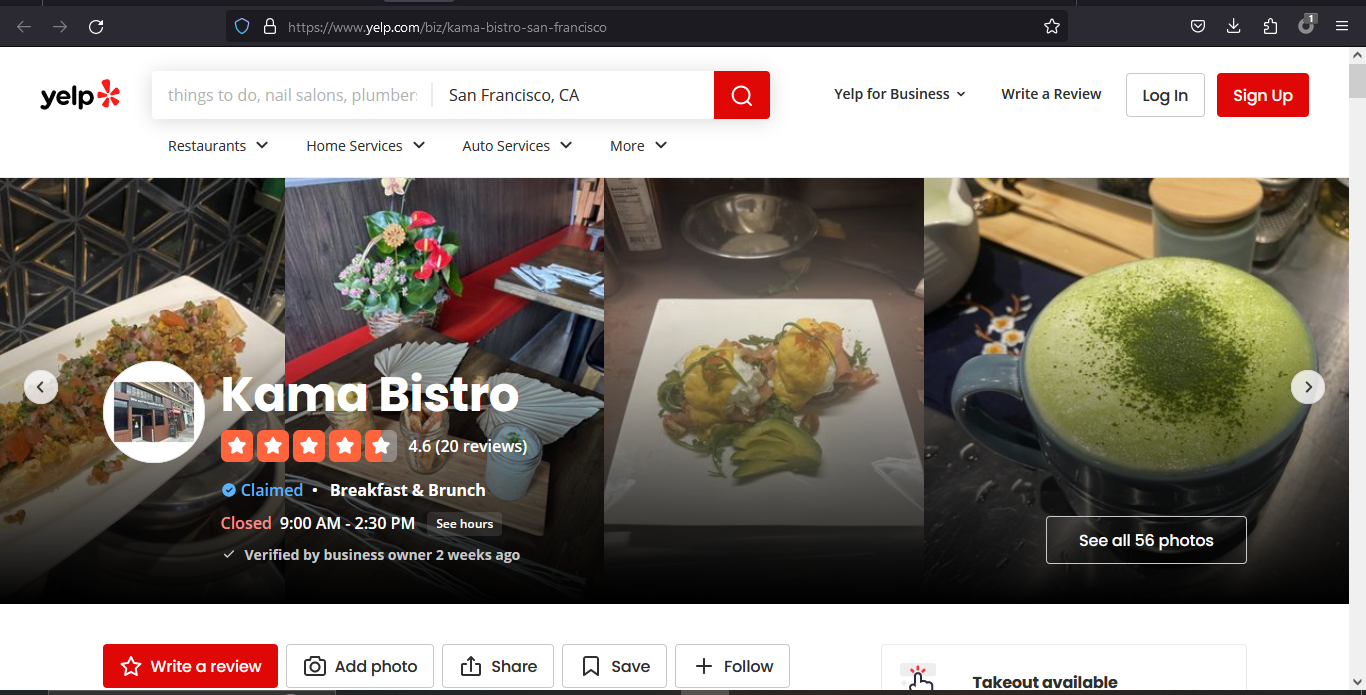 https://www.yelp.com/biz/kama-bistro-san-francisco
1
yelp
things to do, nail salons, plumbers
San Francisco, CA
Yelp for Business
Write a Review
Log In
Sign Up
Restaurants
Home Services
Auto Services
More
Kama Bistro
4.6 (20 reviews)
Claimed • Breakfast & Brunch
Closed 9:00 AM - 2:30 PM See hours
Verified by business owner 2 weeks ago
See all 56 photos
Write a review
Add photo
Share
Save
Follow
Takeout available